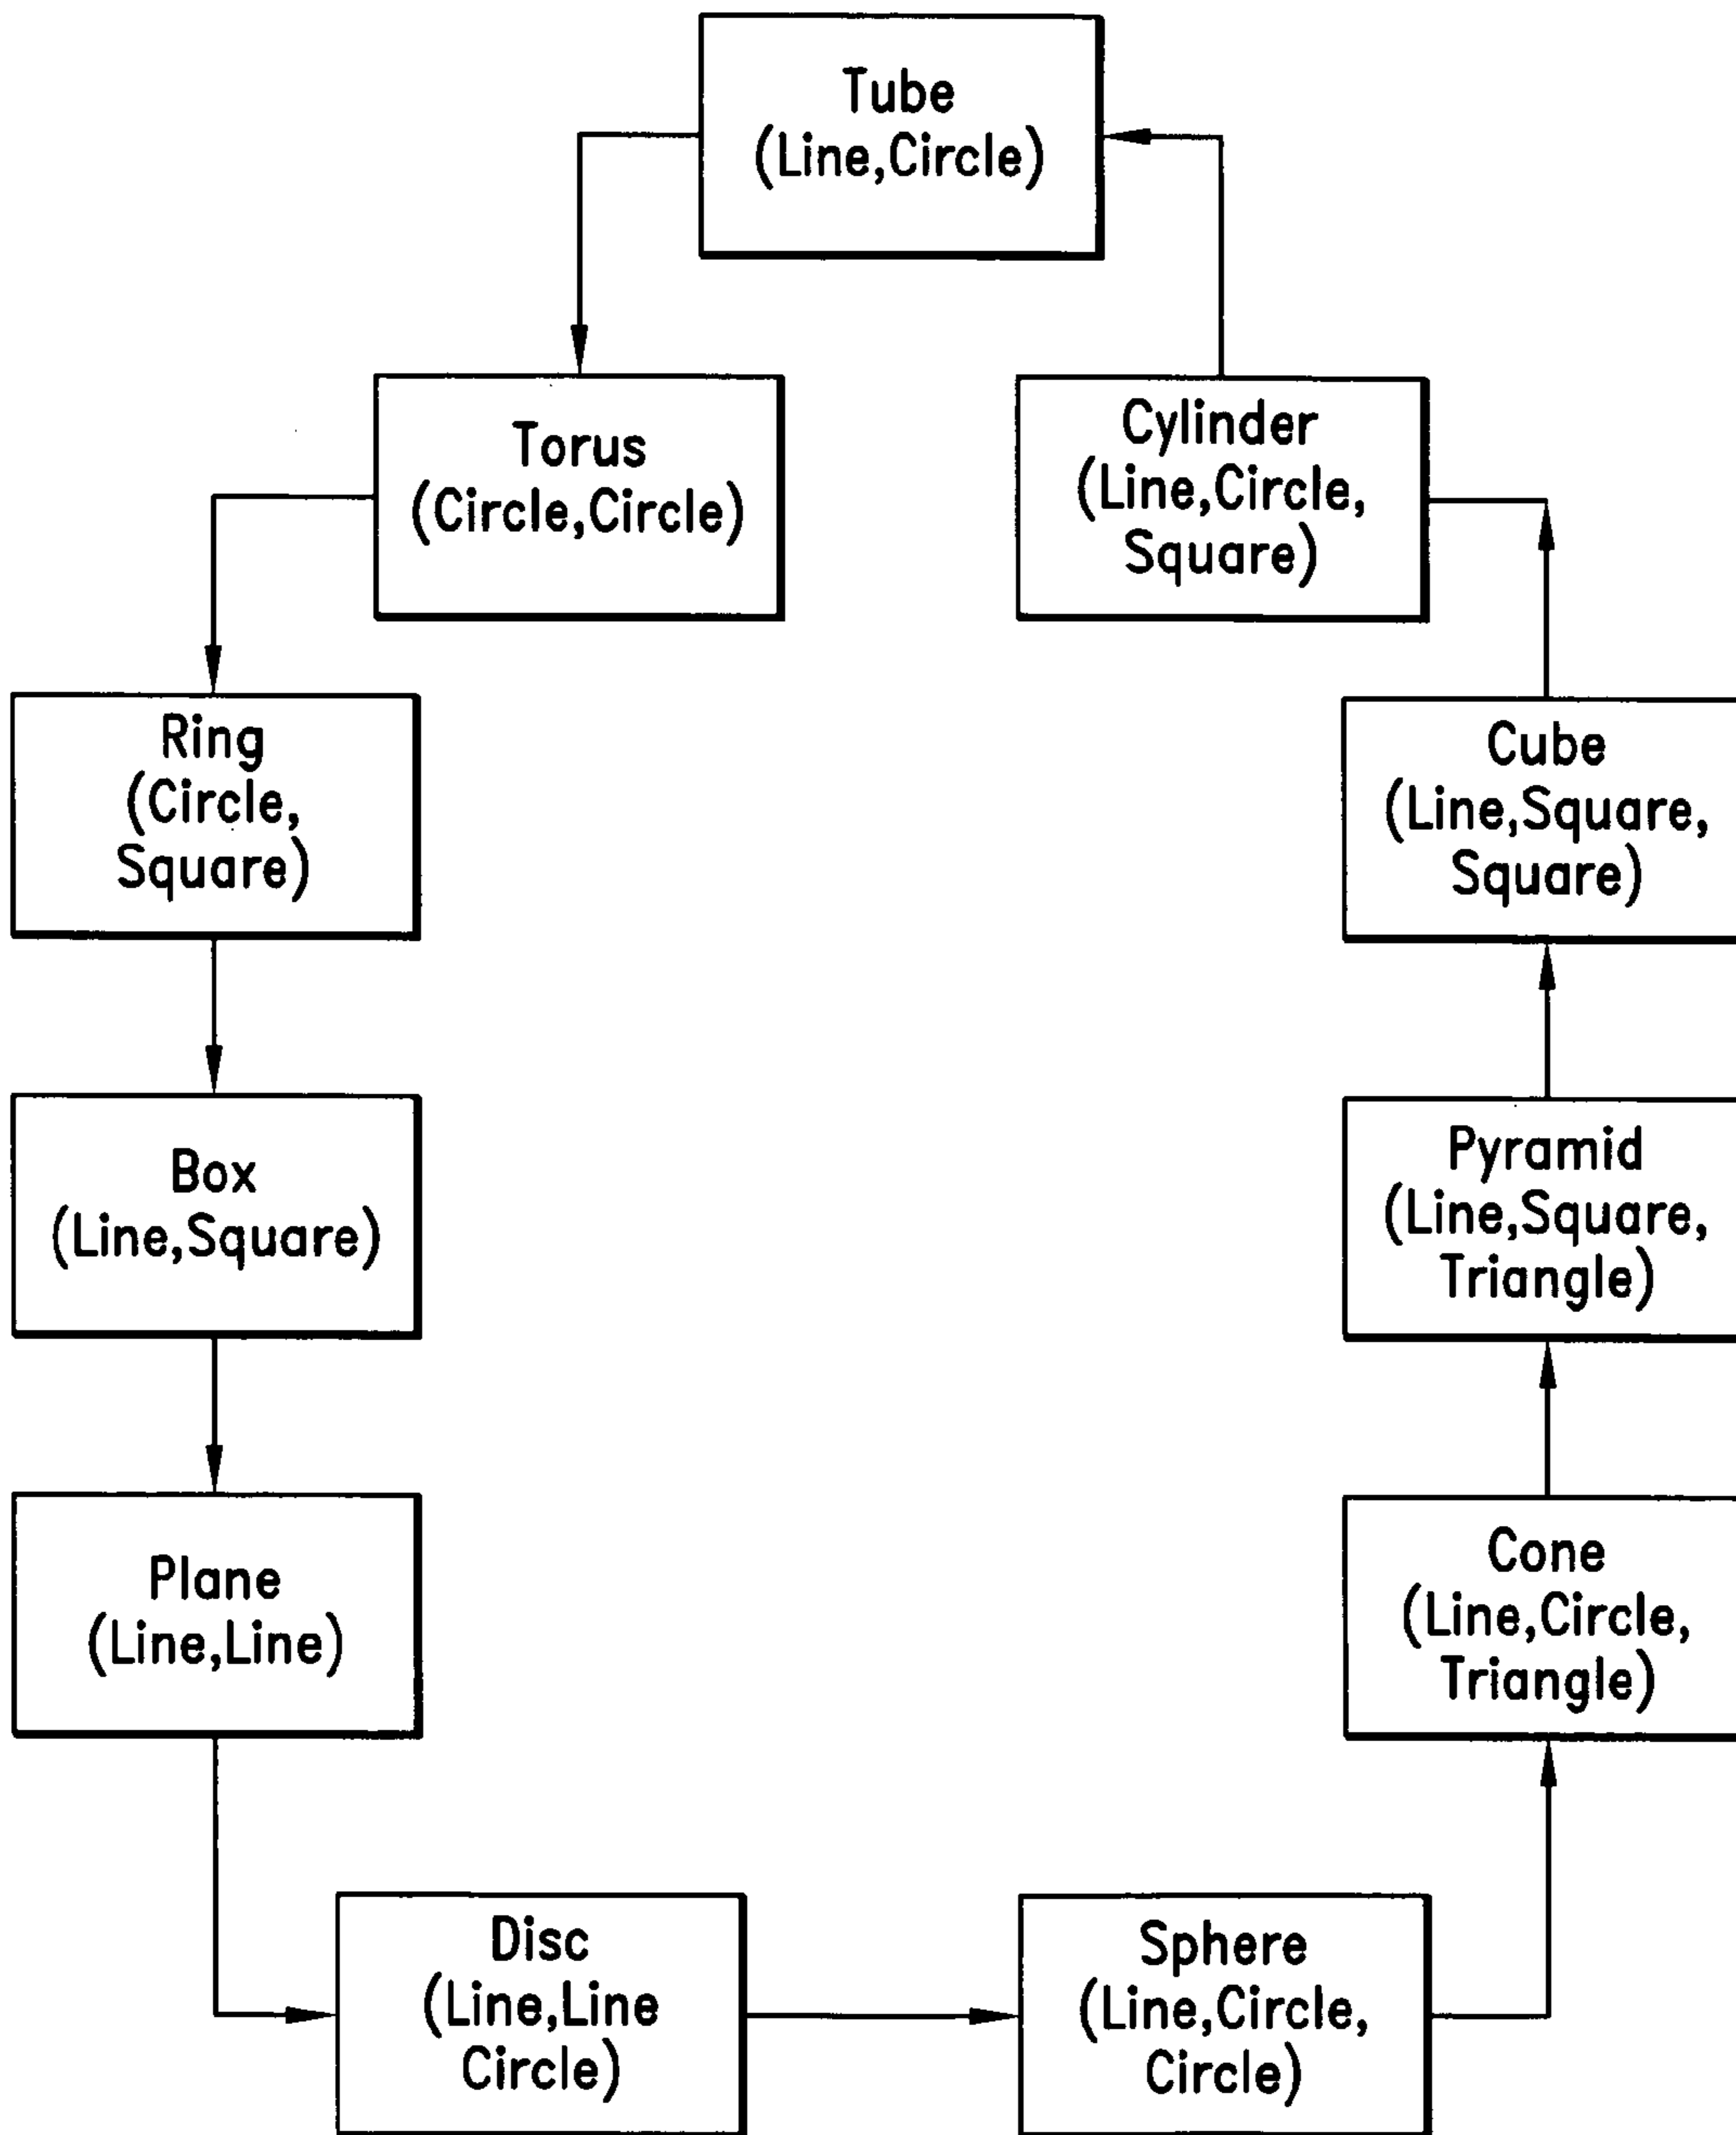 Tube
(Line,Circle)
Torus
(Circle,Circle)
Cylinder
(Line,Circle,
Square)
Ring
(Circle,
Square)
Cube
(Line,Square,
Square)
Box
(Line,Square)
Pyramid
(Line,Square,
Triangle)
Plane
(Line,Line)
Cone
(Line,Circle,
Triangle)
Disc
(Line,Line
Circle)
Sphere
(Line,Circle,
Circle)